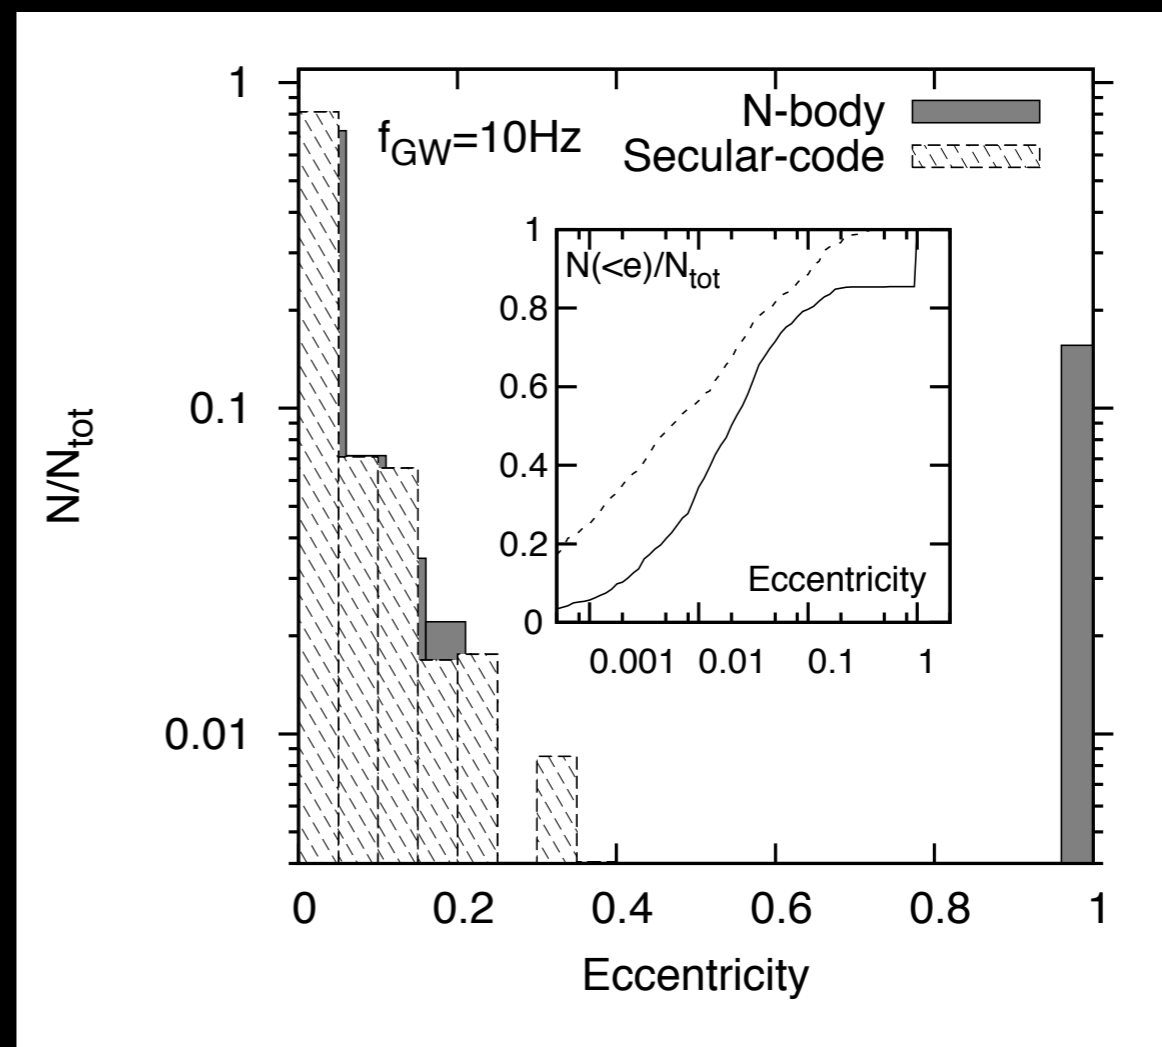 1
0.1
0.01
N/N_tot
f_GW=10Hz
N-body
Secular-code
1
0.8
0.6
0.4
0.2
0
N(<e)/N_tot
Eccentricity
0.001 0.01 0.1 1
0 0.2 0.4 0.6 0.8 1
Eccentricity